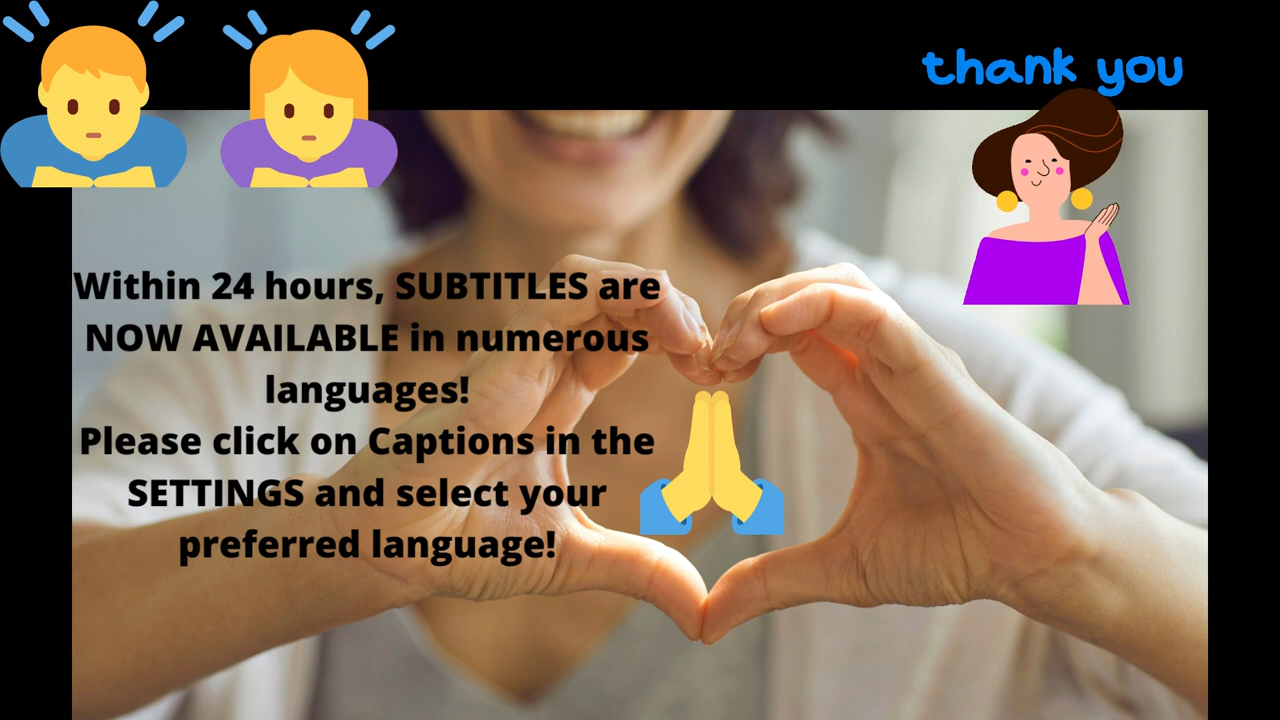 thank you
Within 24 hours, SUBTITLES are
NOW AVAILABLE in numerous
languages!
Please click on Captions in the
SETTINGS and select your
preferred language!